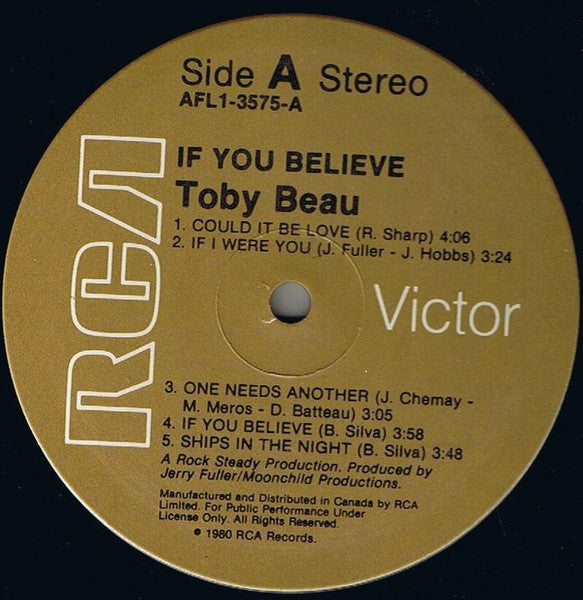 Side A Stereo
AFL1-3575-A
IF YOU BELIEVE
Toby Beau
1. COULD IT BE LOVE (R. Sharp) 4:06
2. IF I WERE YOU (J. Fuller - J. Hobbs) 3:24
RCA
Victor
3. ONE NEEDS ANOTHER (J. Chemay -
M. Meros - D. Batteau) 3:05
4. IF YOU BELIEVE (B. Silva) 3:58
5. SHIPS IN THE NIGHT (B. Silva) 3:48
A Rock Steady Production. Produced by
Jerry Fuller/Moonchild Productions.
Manufactured and Distributed in Canada by RCA
Limited. For Public Performance Under
License Only. All Rights Reserved.
℗ 1980 RCA Records.